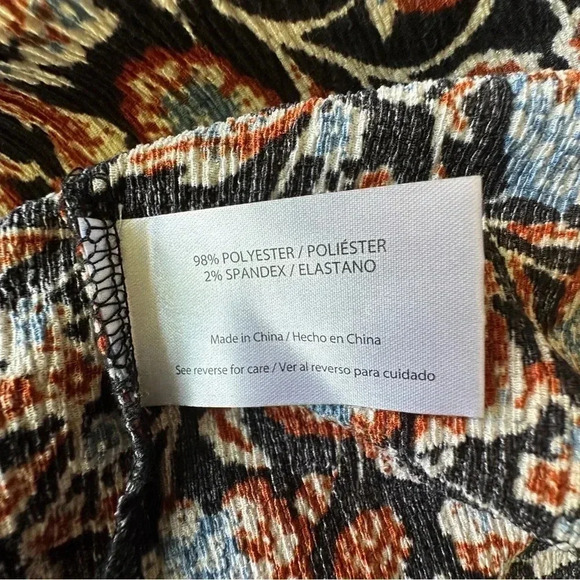 98% POLYESTER / POLIÉSTER
2% SPANDEX / ELASTANO
Made in China / Hecho en China
See reverse for care / Ver al reverso para cuidado